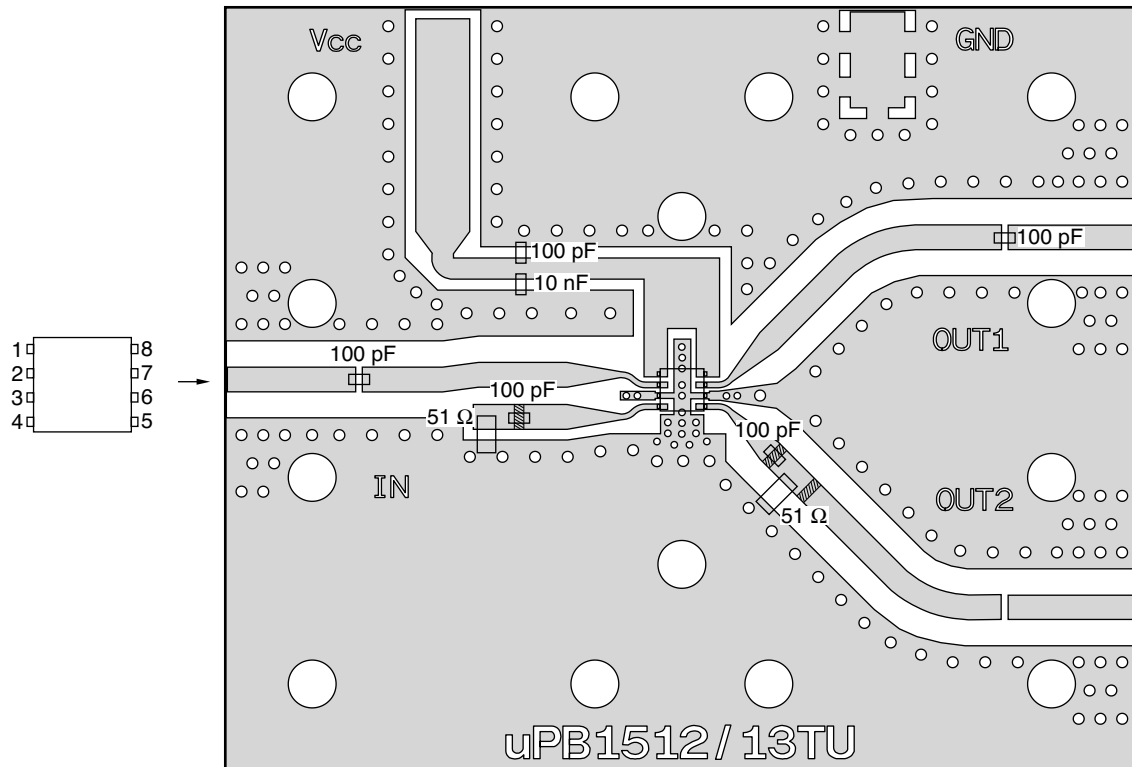 Vcc
GND
100 pF
100 pF
10 nF
OUT1
1 8
2 7
3 6
4 5
100 pF
100 pF
51 Ω
100 pF
IN
OUT2
51 Ω
uPB1512 / 13TU